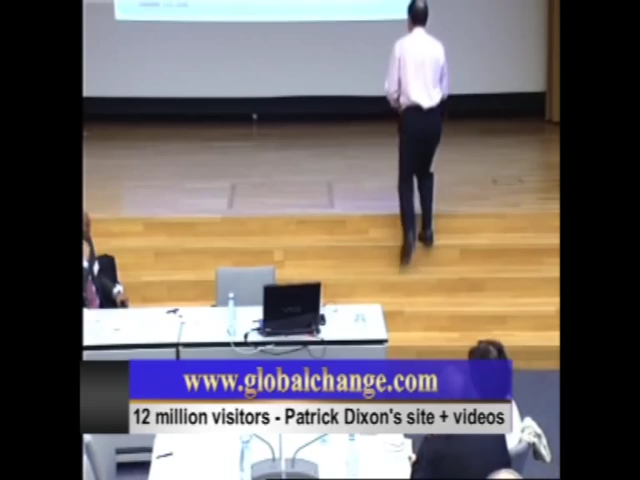 www.globalchange.com
12 million visitors - Patrick Dixon's site + videos